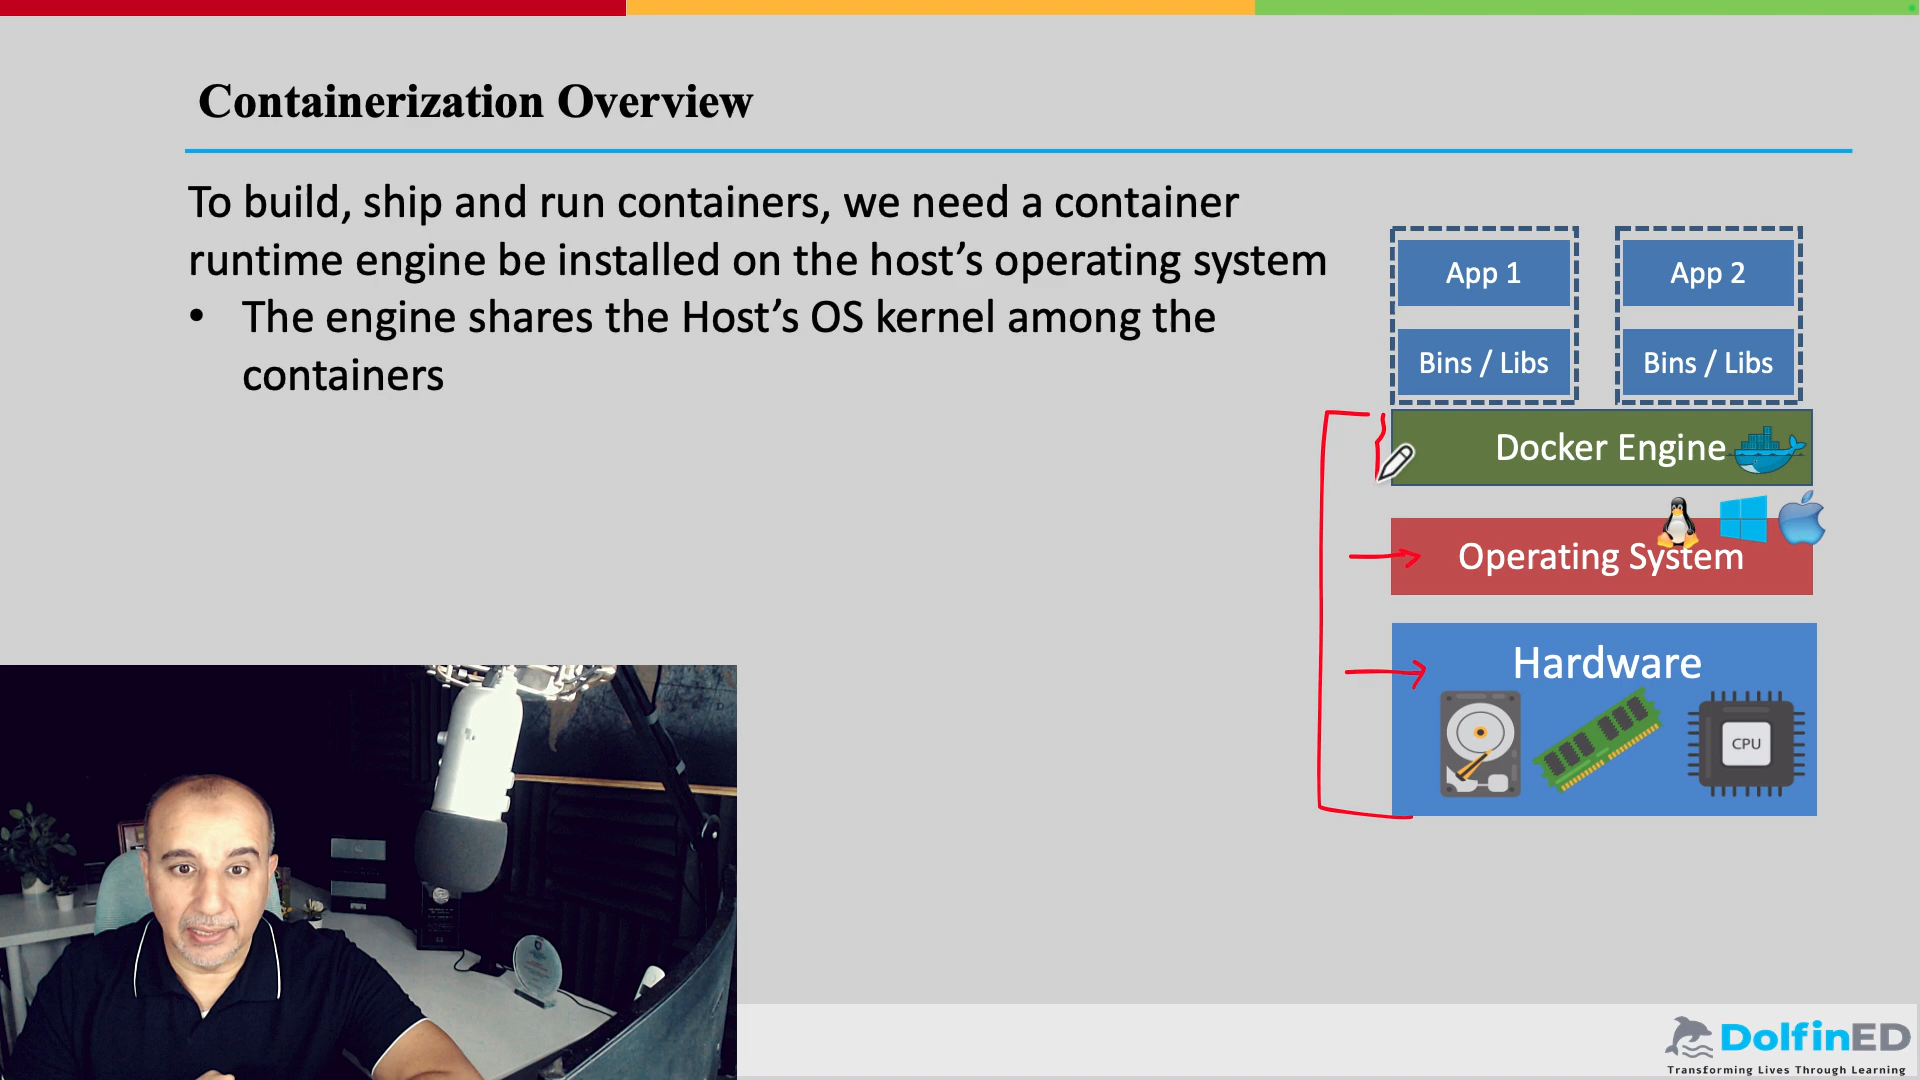 Containerization Overview
To build, ship and run containers, we need a container
runtime engine be installed on the host’s operating system
• The engine shares the Host’s OS kernel among the
containers
App 1
App 2
Bins / Libs
Bins / Libs
Docker Engine
Operating System
Hardware
CPU
DolfinED
Transforming Lives Through Learning